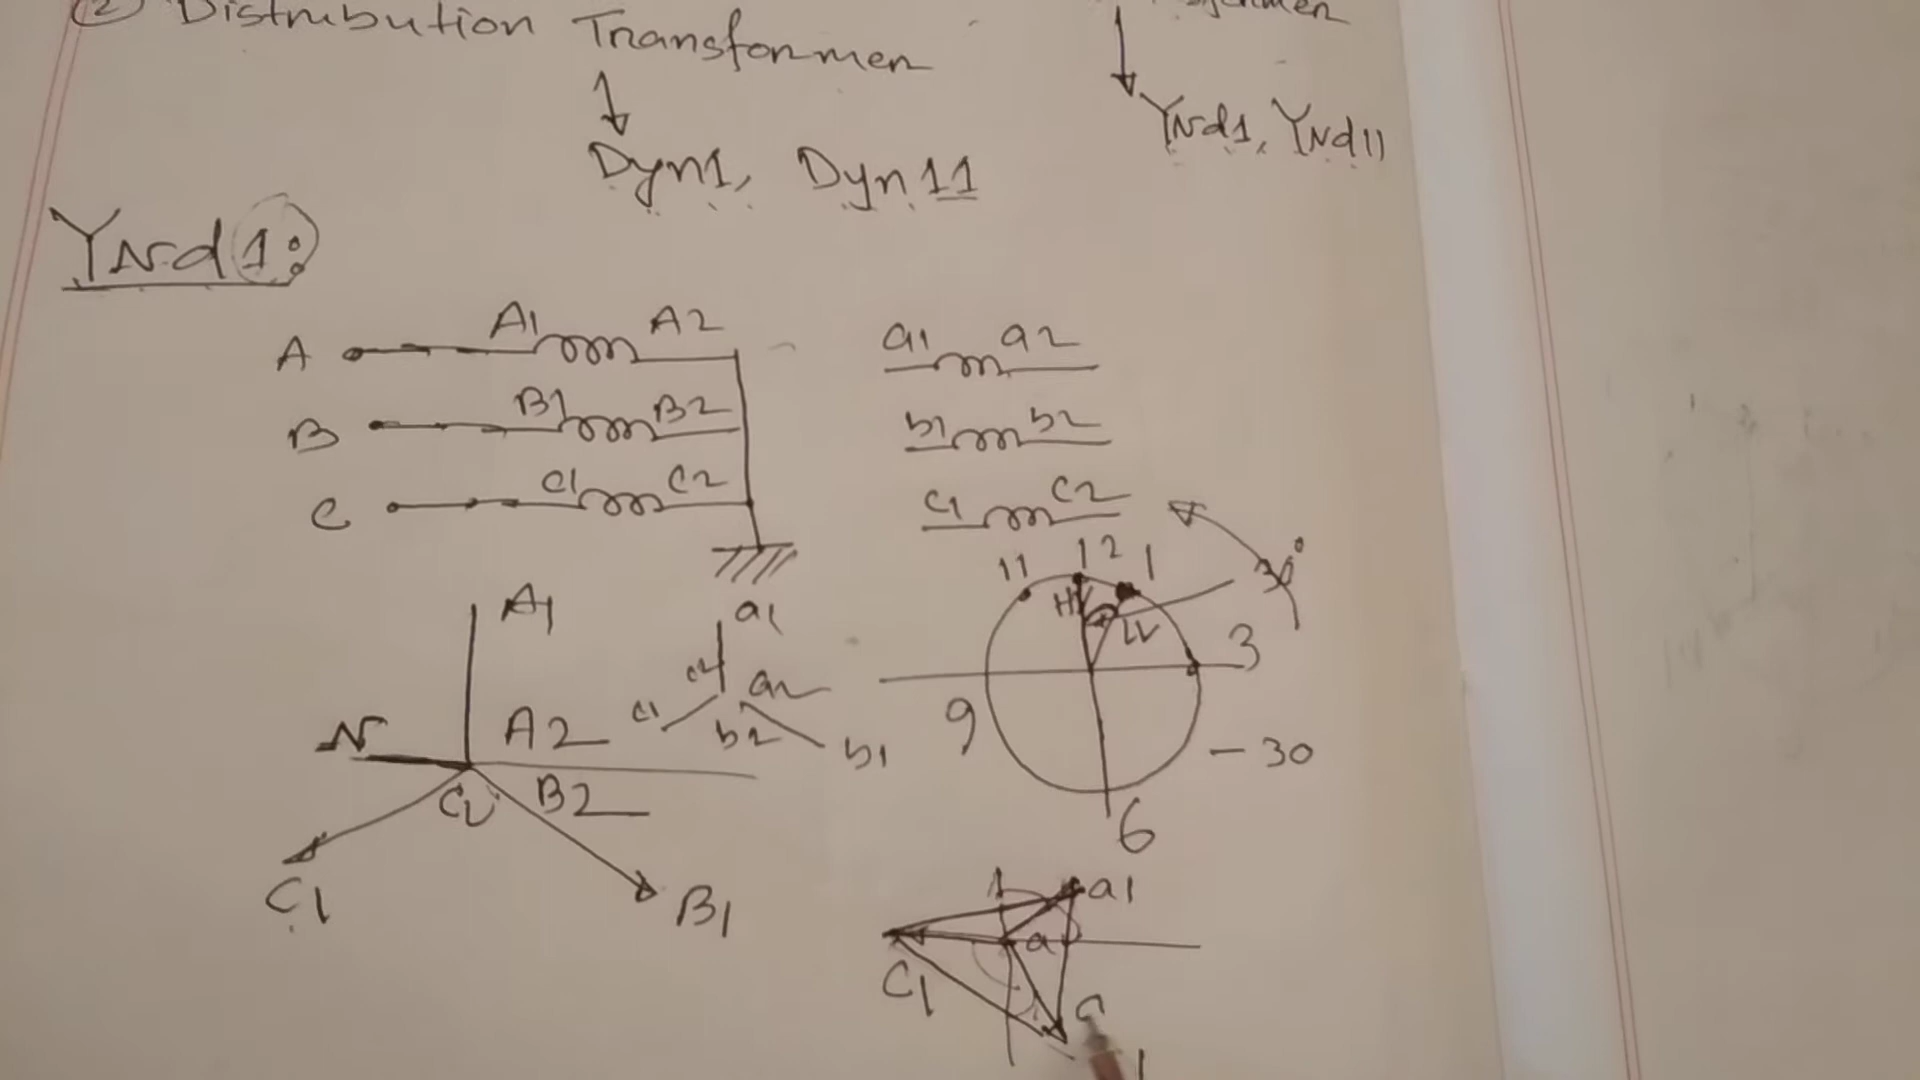 ② Distribution Transformer
Dyn1, Dyn11
YNd1, YNd11
YNd1:
A A1 A2
a1 a2
B B1 B2
b1 b2
C C1 C2
c1 c2
11 12 1
30°
HV LV
3
9
6
-30
A1
N A2
C2 B2
C1 B1
a1
c2 a2
c1 b2 b1
a1
a
C1